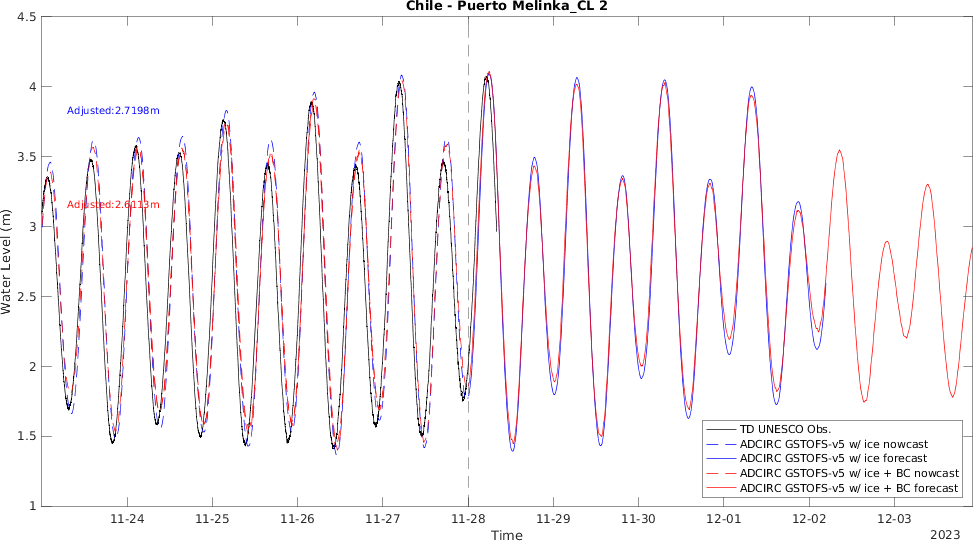 Chile - Puerto Melinka_CL 2
4.5
4
3.5
3
2.5
2
1.5
1
Water Level (m)
Adjusted:2.7198m
Adjusted:2.6113m
TD UNESCO Obs.
ADCIRC GSTOFS-v5 w/ ice nowcast
ADCIRC GSTOFS-v5 w/ ice forecast
ADCIRC GSTOFS-v5 w/ ice + BC nowcast
ADCIRC GSTOFS-v5 w/ ice + BC forecast
11-24 11-25 11-26 11-27 11-28 11-29 11-30 12-01 12-02 12-03
Time
2023